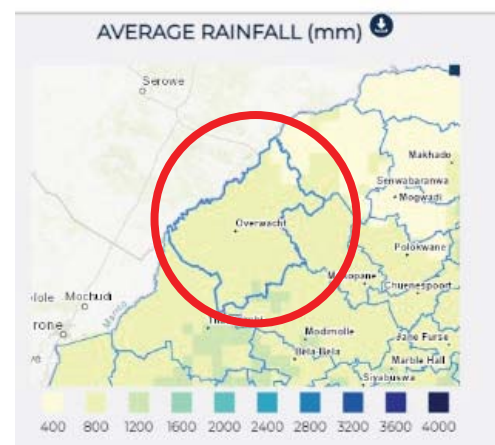 AVERAGE RAINFALL (mm)
Serowe
Makhado
Senwabaranwa
Mogwadi
Overwacht
Polokwane
Mokopane
Chuenespoort
Mochudi
Modimolle
Jane Furse
Bela-Bela
Marble Hall
Siyabuswa
400 800 1200 1600 2000 2400 2800 3200 3600 4000